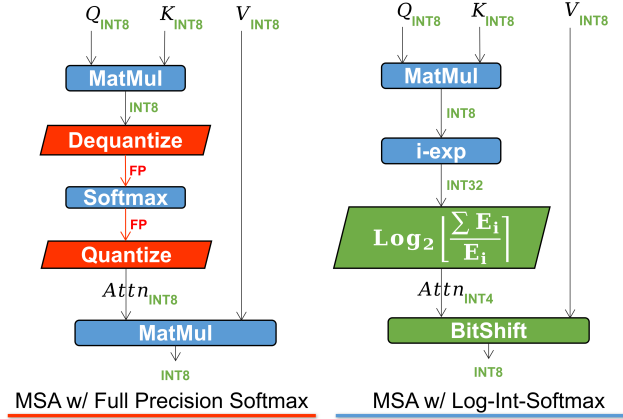 Q INT8 K INT8 V INT8
MatMul
INT8
Dequantize
FP
Softmax
FP
Quantize
Attn INT8
MatMul
INT8
MSA w/ Full Precision Softmax
Q INT8 K INT8 V INT8
MatMul
INT8
i-exp
INT32
Log₂⌊∑ Eᵢ / Eᵢ⌉
Attn INT4
BitShift
INT8
MSA w/ Log-Int-Softmax